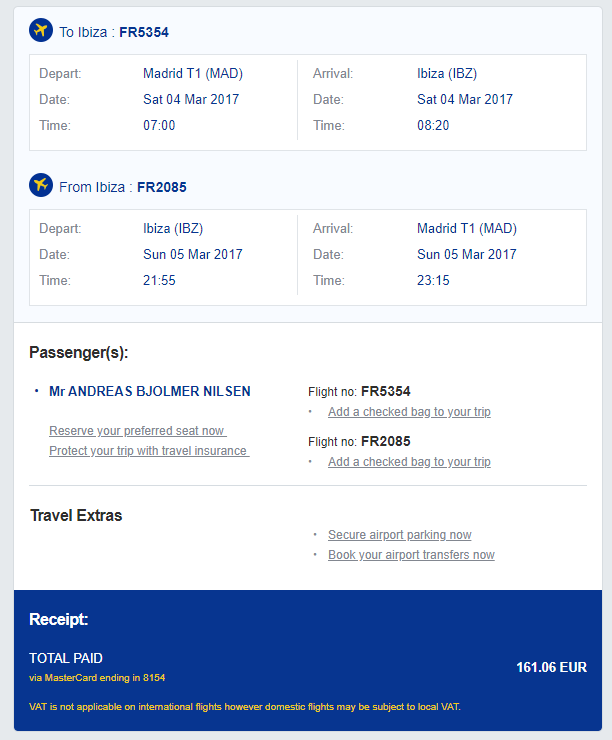 To Ibiza : FR5354
Depart: Madrid T1 (MAD) Arrival: Ibiza (IBZ)
Date: Sat 04 Mar 2017 Date: Sat 04 Mar 2017
Time: 07:00 Time: 08:20
From Ibiza : FR2085
Depart: Ibiza (IBZ) Arrival: Madrid T1 (MAD)
Date: Sun 05 Mar 2017 Date: Sun 05 Mar 2017
Time: 21:55 Time: 23:15
Passenger(s):
• Mr ANDREAS BJOLMER NILSEN Flight no: FR5354
• Add a checked bag to your trip
Reserve your preferred seat now
Flight no: FR2085
Protect your trip with travel insurance
• Add a checked bag to your trip
Travel Extras
• Secure airport parking now
• Book your airport transfers now
Receipt:
TOTAL PAID
161.06 EUR
via MasterCard ending in 8154
VAT is not applicable on international flights however domestic flights may be subject to local VAT.